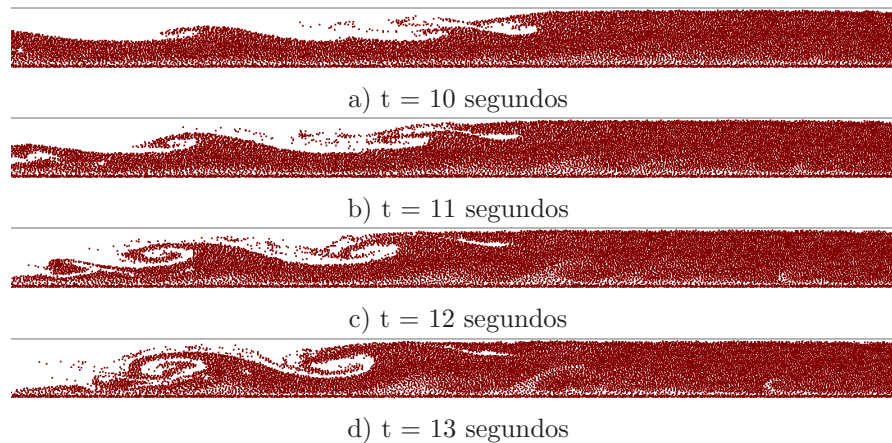 a) t = 10 segundos
b) t = 11 segundos
c) t = 12 segundos
d) t = 13 segundos